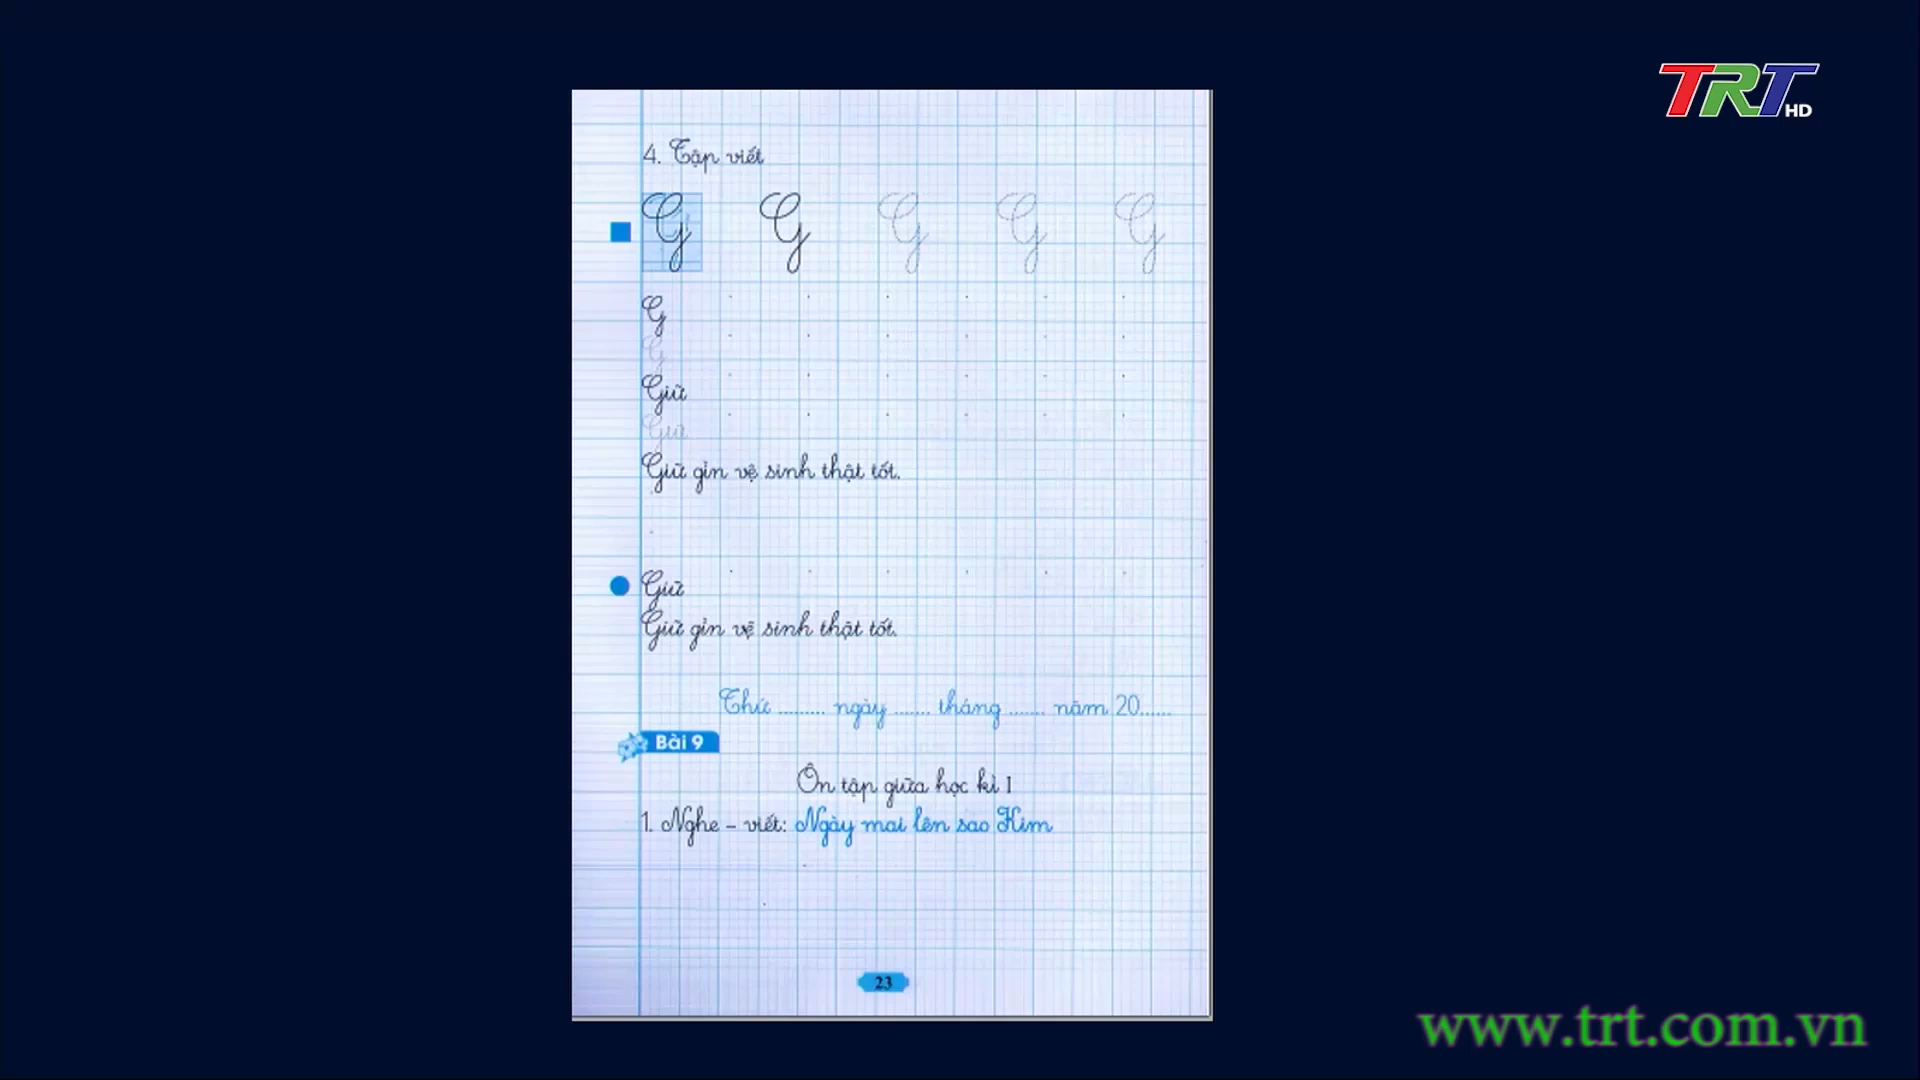 TRT HD
4. Tập viết
G G G G G
G
G
Giữ
Giữ
Giữ gìn vệ sinh thật tốt.
Giữ
Giữ gìn vệ sinh thật tốt.
Thứ ......... ngày ....... tháng ....... năm 20......
Bài 9
Ôn tập giữa học kì 1
1. Nghe – viết: Ngày mai lên sao Kim
23
www.trt.com.vn